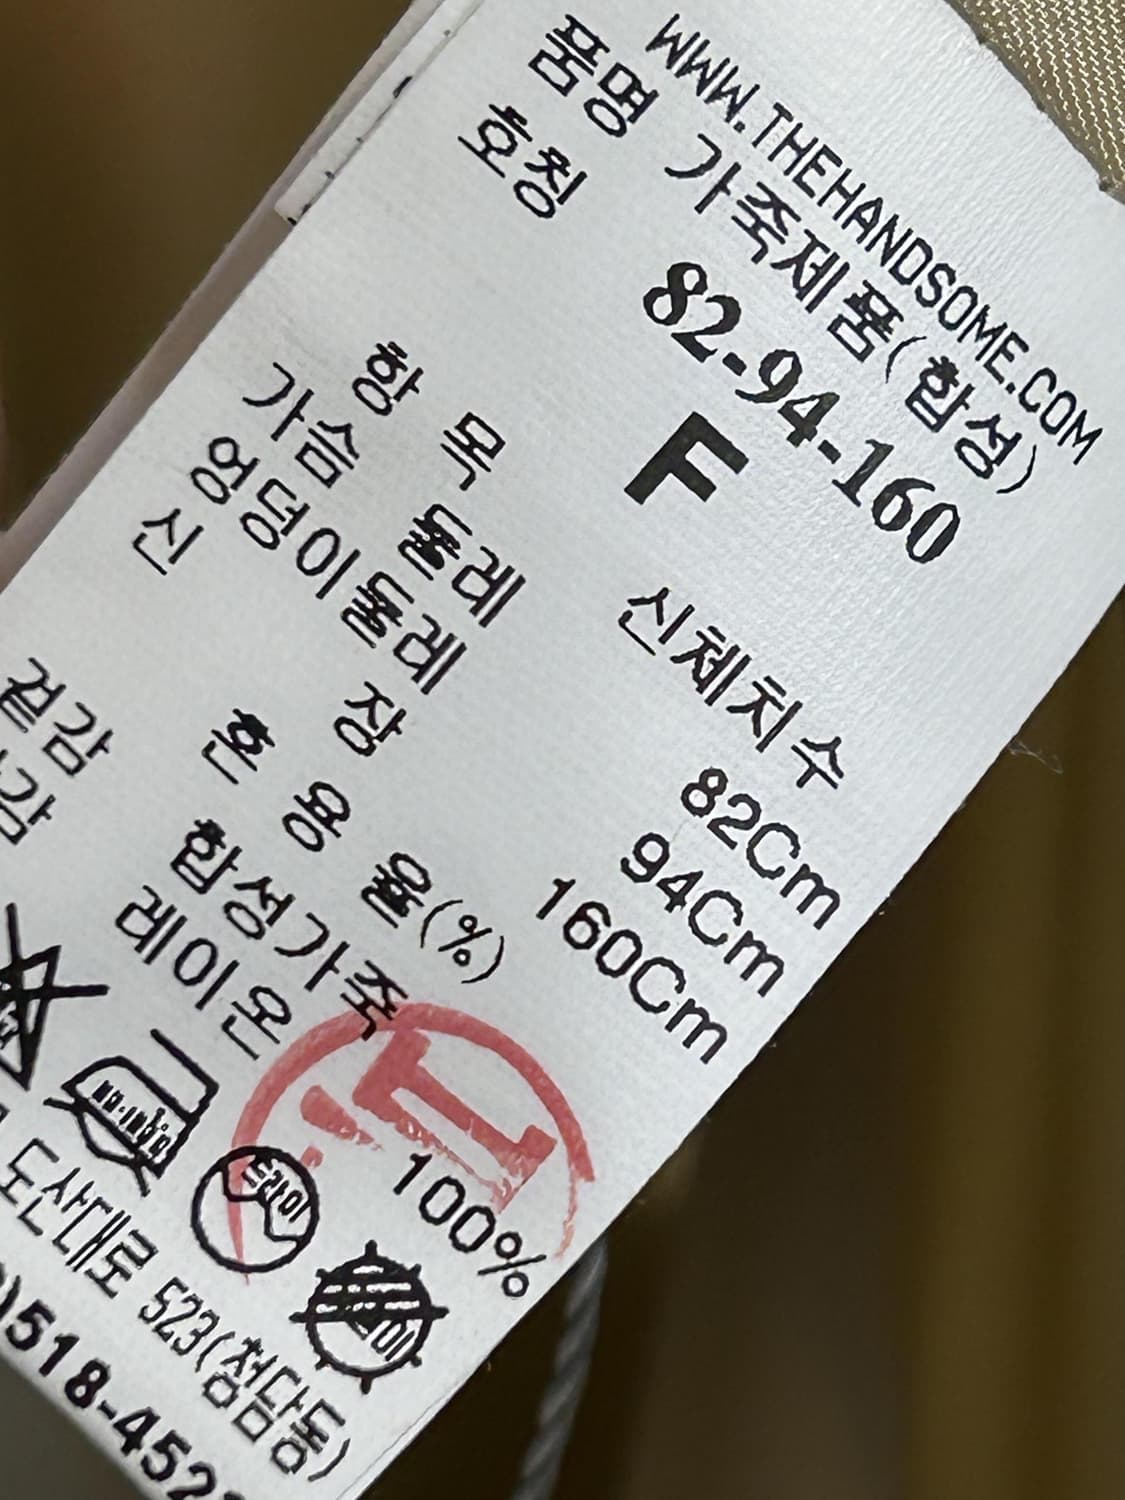 WWW.THEHANDSOME.COM
품명 가죽제품(합성)
호칭 82-94-160
F
항 목 신체치수
가슴 둘레 82Cm
엉덩이둘레 94Cm
신 장 160Cm
혼 용 율(%)
겉감 합성가죽
감 레이온 100%
드라이
도산대로 523(청담동)
)518-452